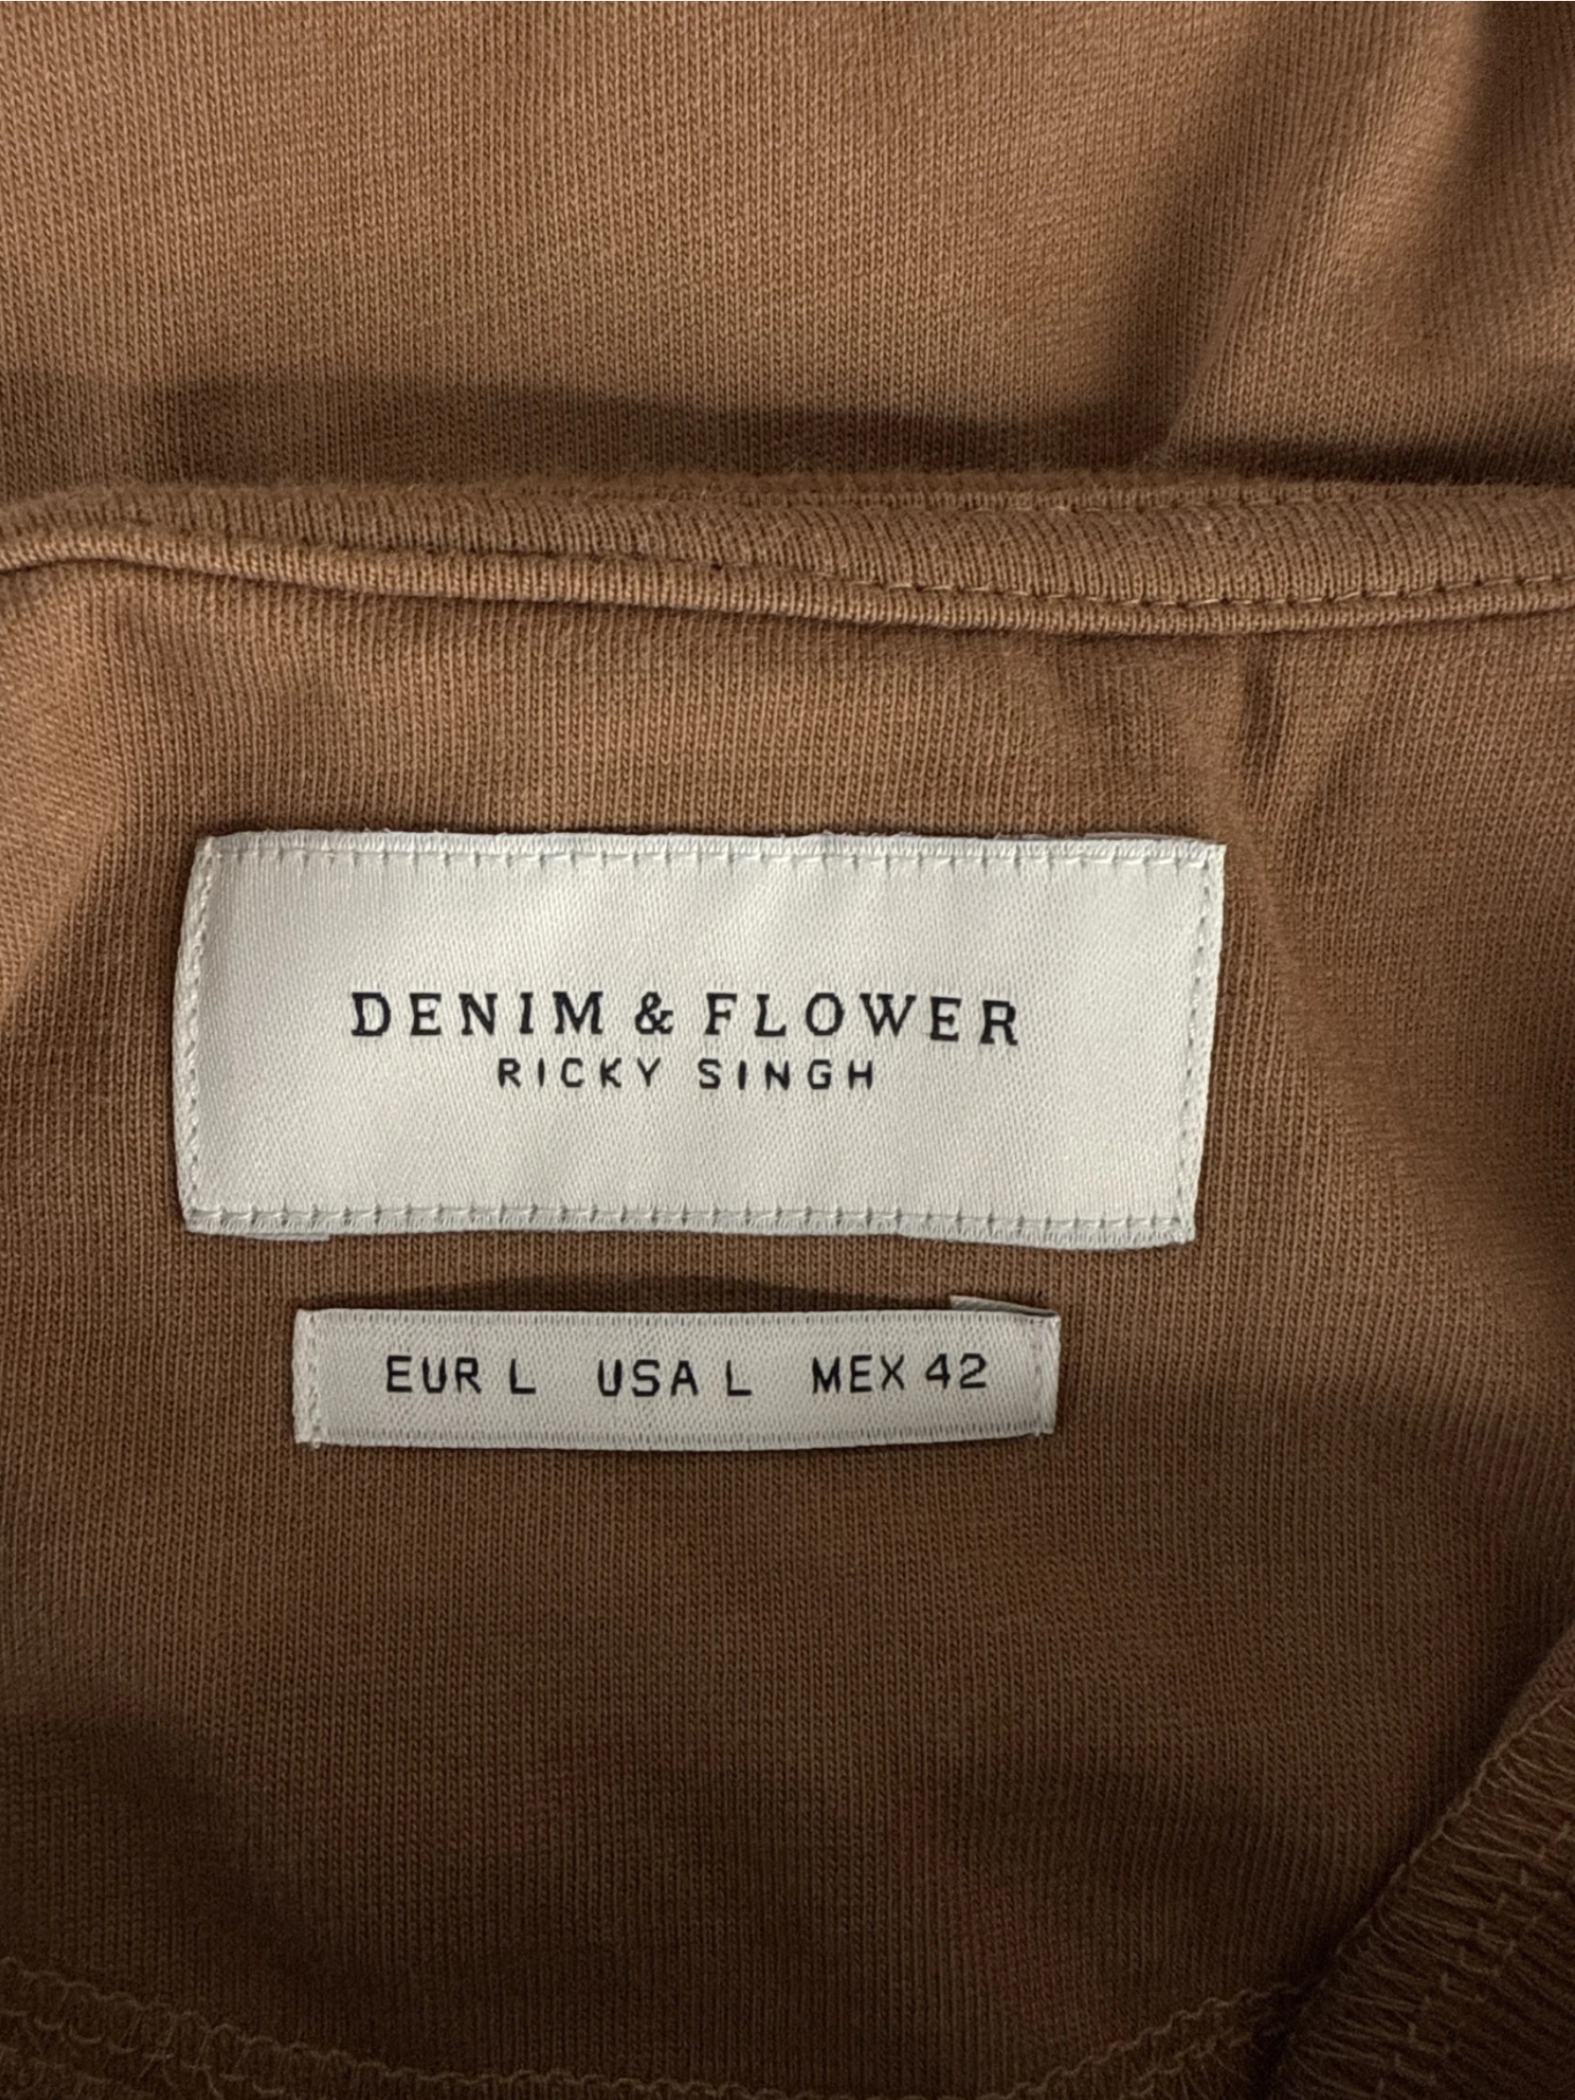 DENIM & FLOWER
RICKY SINGH
EUR L USA L MEX 42